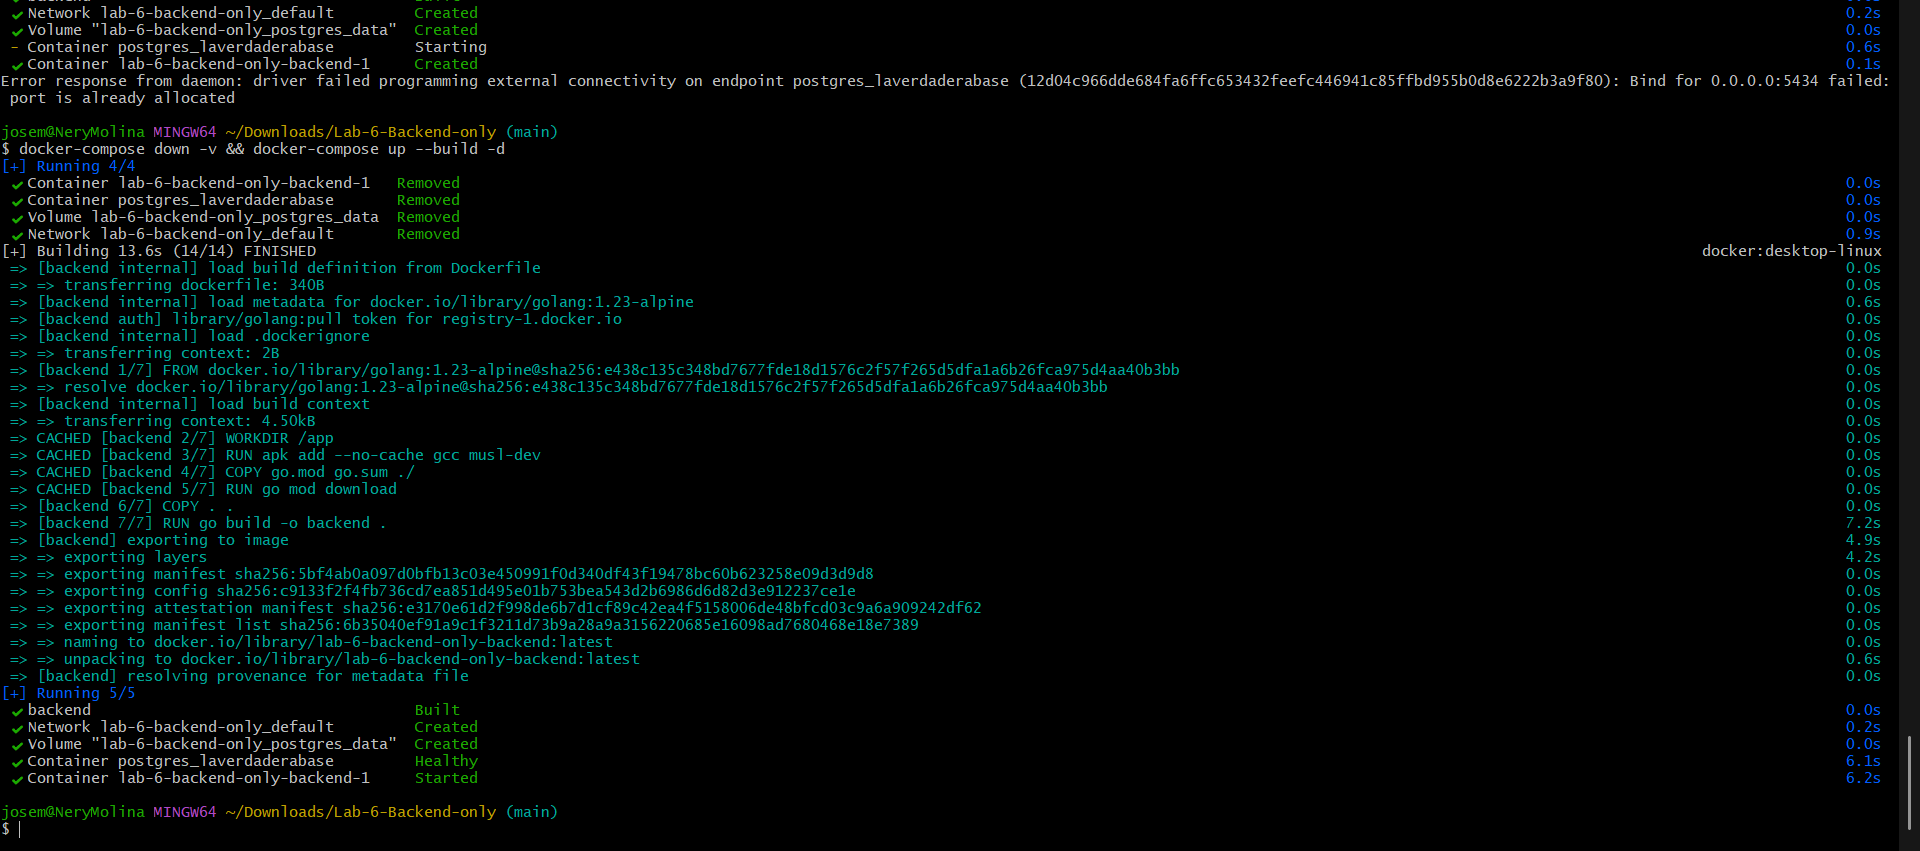 ✔ Network lab-6-backend-only_default Created 0.2s
✔ Volume "lab-6-backend-only_postgres_data" Created 0.0s
- Container postgres_laverdaderabase Starting 0.6s
✔ Container lab-6-backend-only-backend-1 Created 0.1s
Error response from daemon: driver failed programming external connectivity on endpoint postgres_laverdaderabase (12d04c966dde684fa6ffc653432feefc446941c85ffbd955b0d8e6222b3a9f80): Bind for 0.0.0.0:5434 failed:
port is already allocated
josem@NeryMolina MINGW64 ~/Downloads/Lab-6-Backend-only (main)
$ docker-compose down -v && docker-compose up --build -d
[+] Running 4/4
✔ Container lab-6-backend-only-backend-1 Removed 0.0s
✔ Container postgres_laverdaderabase Removed 0.0s
✔ Volume lab-6-backend-only_postgres_data Removed 0.0s
✔ Network lab-6-backend-only_default Removed 0.9s
[+] Building 13.6s (14/14) FINISHED docker:desktop-linux
=> [backend internal] load build definition from Dockerfile 0.0s
=> => transferring dockerfile: 340B 0.0s
=> [backend internal] load metadata for docker.io/library/golang:1.23-alpine 0.6s
=> [backend auth] library/golang:pull token for registry-1.docker.io 0.0s
=> [backend internal] load .dockerignore 0.0s
=> => transferring context: 2B 0.0s
=> [backend 1/7] FROM docker.io/library/golang:1.23-alpine@sha256:e438c135c348bd7677fde18d1576c2f57f265d5dfa1a6b26fca975d4aa40b3bb 0.0s
=> => resolve docker.io/library/golang:1.23-alpine@sha256:e438c135c348bd7677fde18d1576c2f57f265d5dfa1a6b26fca975d4aa40b3bb 0.0s
=> [backend internal] load build context 0.0s
=> => transferring context: 4.50kB 0.0s
=> CACHED [backend 2/7] WORKDIR /app 0.0s
=> CACHED [backend 3/7] RUN apk add --no-cache gcc musl-dev 0.0s
=> CACHED [backend 4/7] COPY go.mod go.sum ./ 0.0s
=> CACHED [backend 5/7] RUN go mod download 0.0s
=> [backend 6/7] COPY . . 0.0s
=> [backend 7/7] RUN go build -o backend . 7.2s
=> [backend] exporting to image 4.9s
=> => exporting layers 4.2s
=> => exporting manifest sha256:5bf4ab0a097d0bfb13c03e450991f0d340df43f19478bc60b623258e09d3d9d8 0.0s
=> => exporting config sha256:c9133f2f4fb736cd7ea851d495e01b753bea543d2b6986d6d82d3e912237ce1e 0.0s
=> => exporting attestation manifest sha256:e3170e61d2f998de6b7d1cf89c42ea4f5158006de48bfcd03c9a6a909242df62 0.0s
=> => exporting manifest list sha256:6b35040ef91a9c1f3211d73b9a28a9a3156220685e16098ad7680468e18e7389 0.0s
=> => naming to docker.io/library/lab-6-backend-only-backend:latest 0.0s
=> => unpacking to docker.io/library/lab-6-backend-only-backend:latest 0.6s
=> [backend] resolving provenance for metadata file 0.0s
[+] Running 5/5
✔ backend Built 0.0s
✔ Network lab-6-backend-only_default Created 0.2s
✔ Volume "lab-6-backend-only_postgres_data" Created 0.0s
✔ Container postgres_laverdaderabase Healthy 6.1s
✔ Container lab-6-backend-only-backend-1 Started 6.2s
josem@NeryMolina MINGW64 ~/Downloads/Lab-6-Backend-only (main)
$